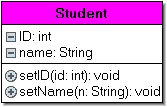 Student
ID: int
name: String
setID(id: int): void
setName(n: String): void